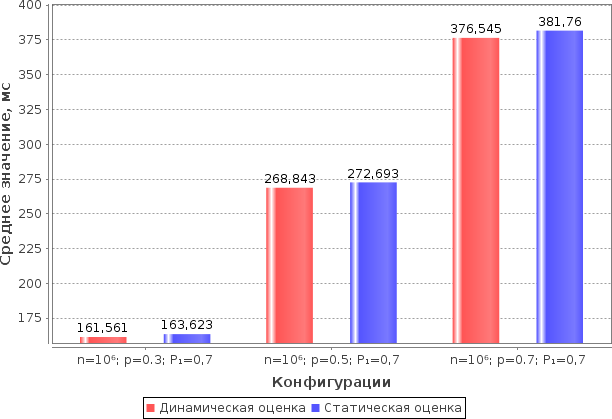 400
375
350
325
300
275
250
225
200
175
Среднее значение, мс
376,545
381,76
268,843
272,693
161,561
163,623
n=10⁶; p=0.3; P₁=0,7
n=10⁶; p=0.5; P₁=0,7
n=10⁶; p=0.7; P₁=0,7
Конфигурации
Динамическая оценка
Статическая оценка